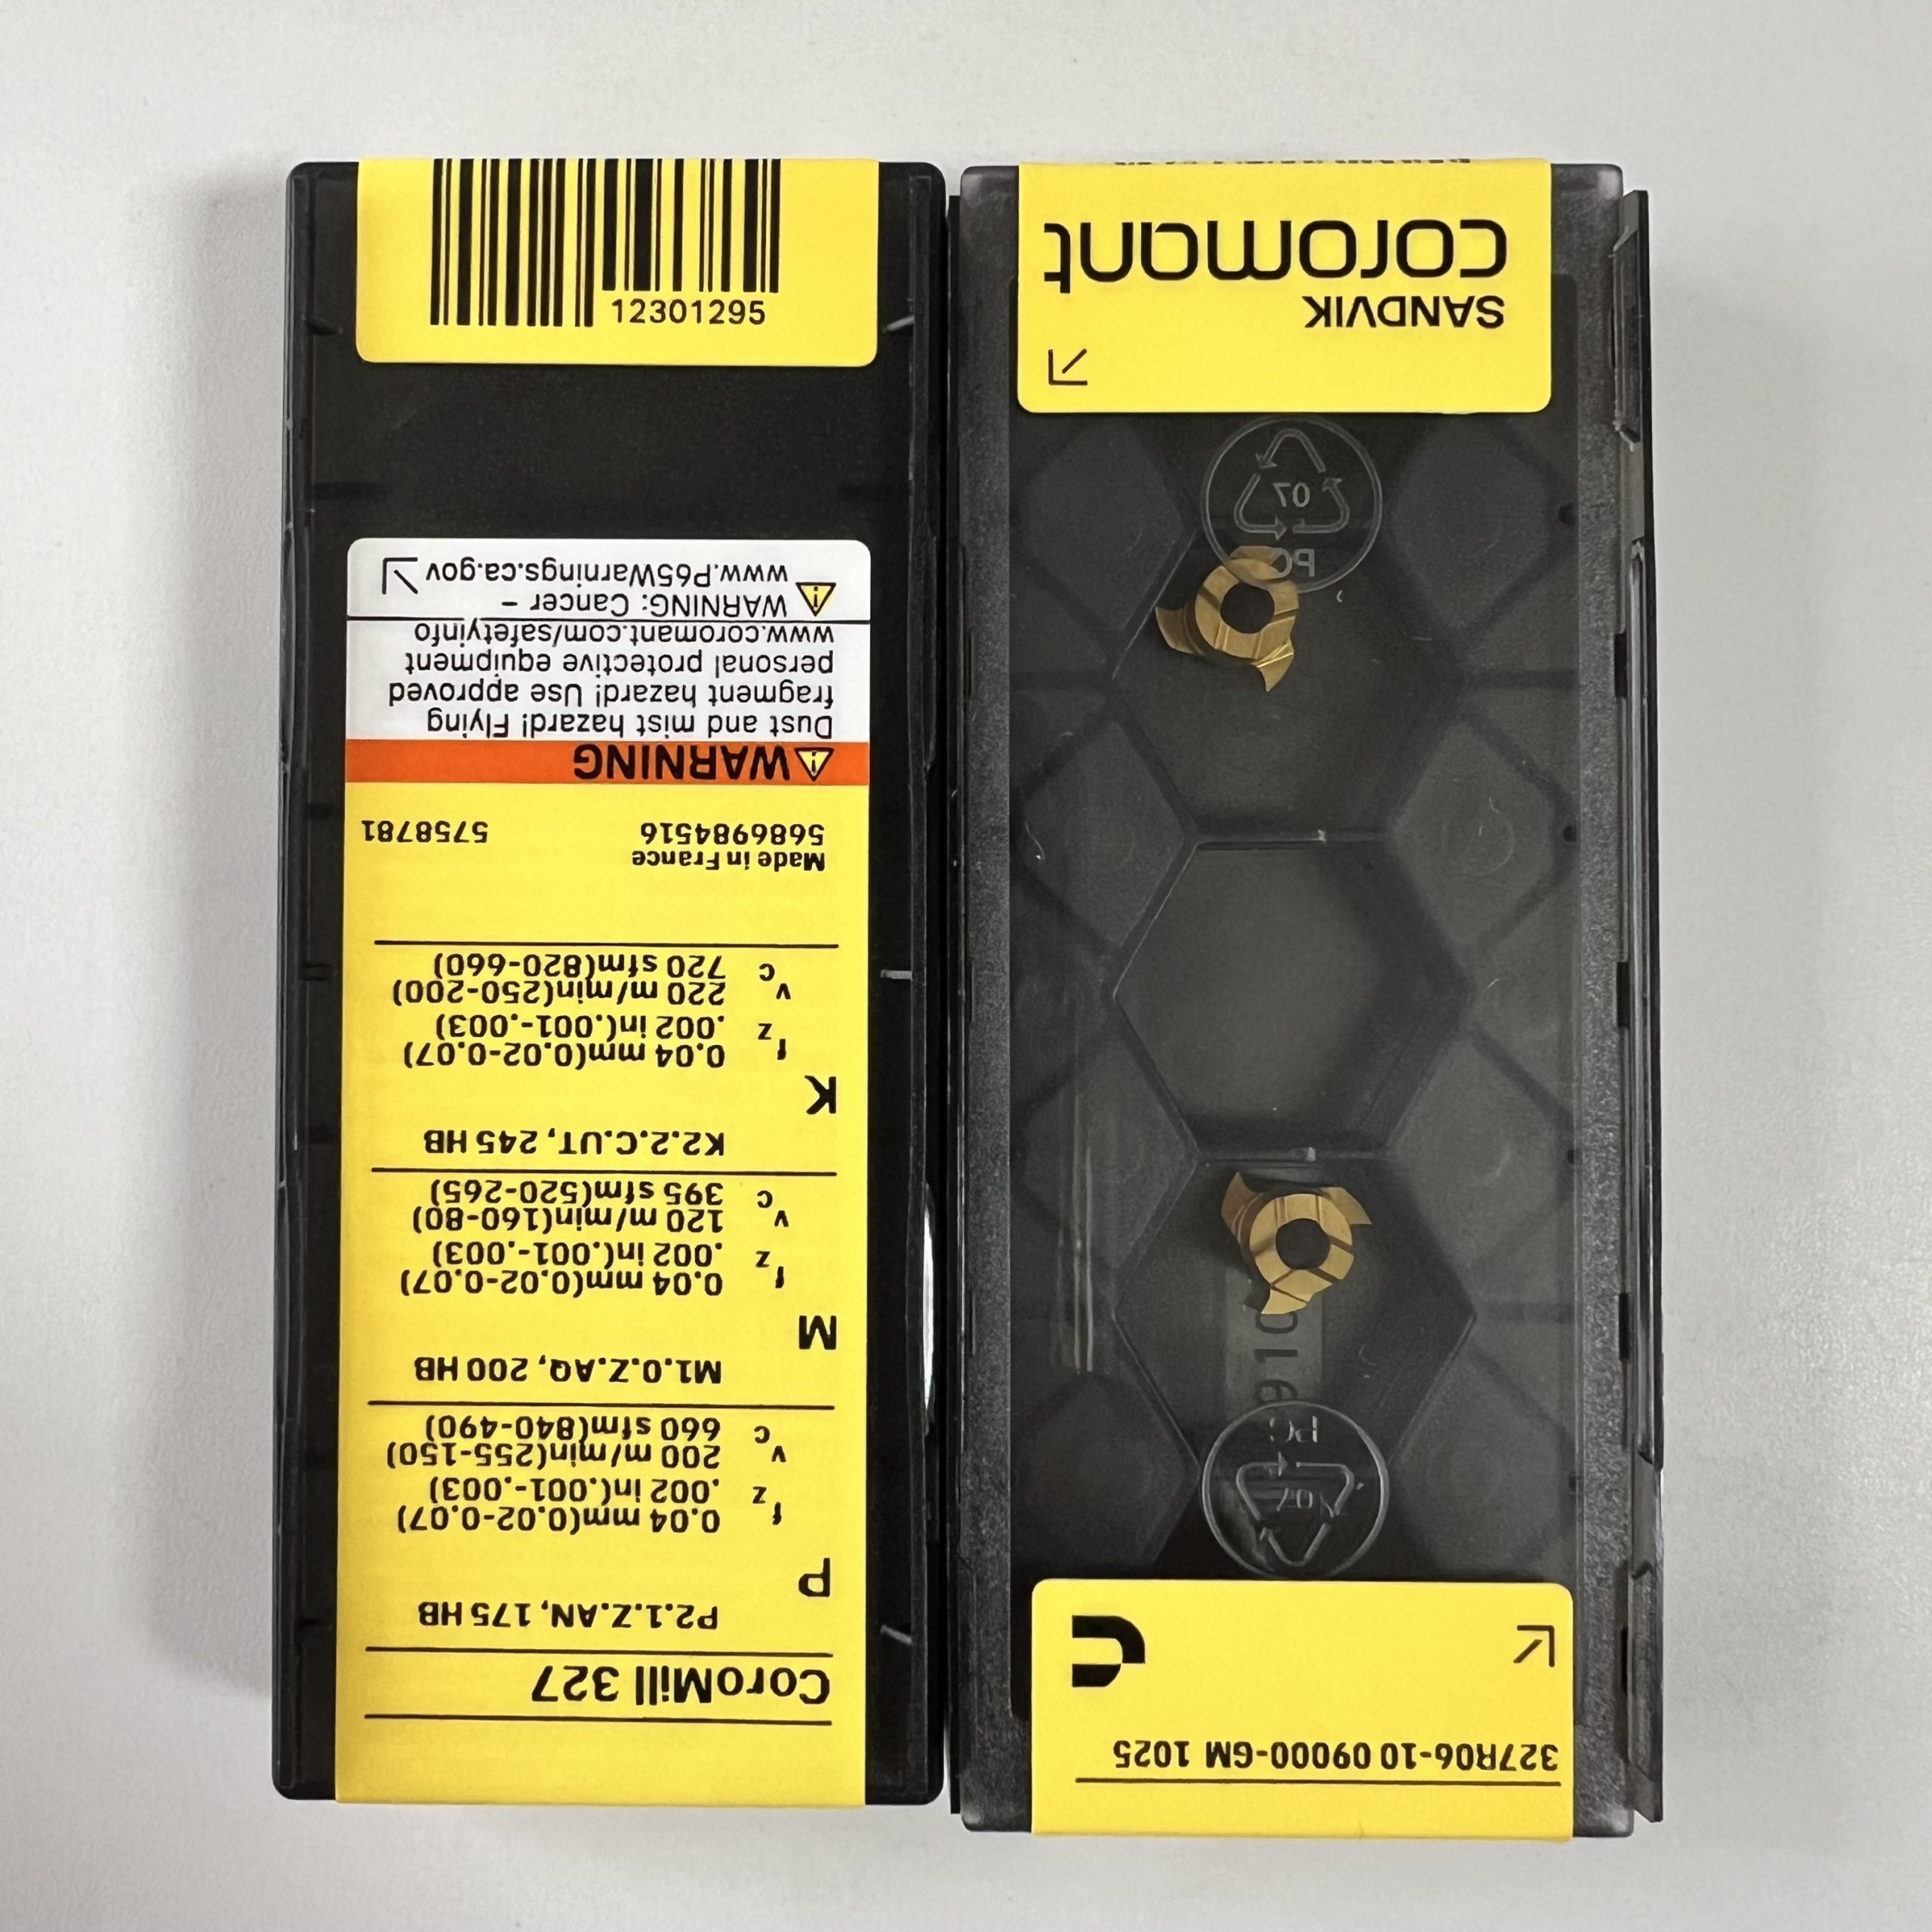 CoroMill 327
P2.1.Z.AN, 175 HB
P
f z 0.04 mm(0.02-0.07)
.002 in(.001-.003)
v c 200 m/min(255-150)
660 sfm(840-490)
M1.0.Z.AQ, 200 HB
M
f z 0.04 mm(0.02-0.07)
.002 in(.001-.003)
v c 120 m/min(160-80)
395 sfm(520-265)
K2.2.C.UT, 245 HB
K
f z 0.04 mm(0.02-0.07)
.002 in(.001-.003)
v c 220 m/min(250-200)
720 sfm(820-660)
Made in France
5686984516 5758781
WARNING
Dust and mist hazard! Flying
fragment hazard! Use approved
personal protective equipment
www.coromant.com/safetyinfo
WARNING: Cancer –
www.P65Warnings.ca.gov
12301295
327R06-10 09000-GM 1025
07
PC
910
PC
07
SANDVIK
coromant